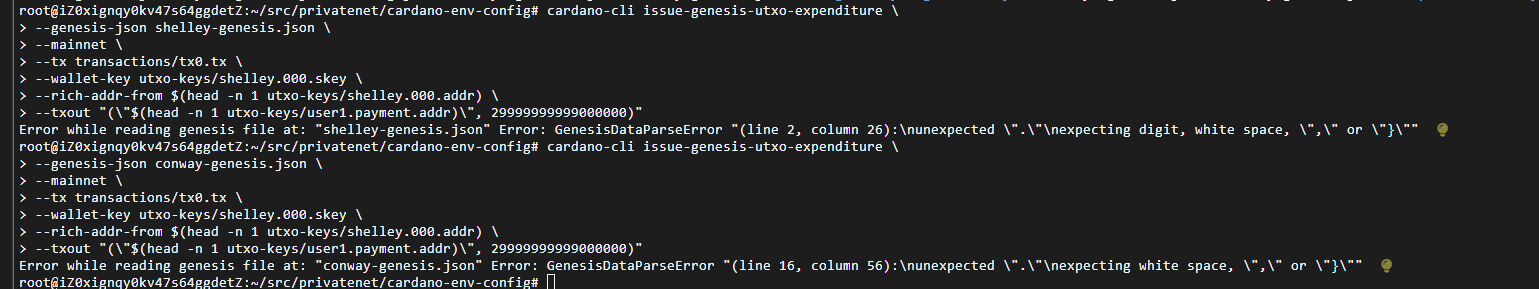 root@iZ0xignqy0kv47s64ggdetZ:~/src/privatenet/cardano-env-config# cardano-cli issue-genesis-utxo-expenditure \
> --genesis-json shelley-genesis.json \
> --mainnet \
> --tx transactions/tx0.tx \
> --wallet-key utxo-keys/shelley.000.skey \
> --rich-addr-from $(head -n 1 utxo-keys/shelley.000.addr) \
> --txout "(\"$(head -n 1 utxo-keys/user1.payment.addr)\", 29999999999000000)"
Error while reading genesis file at: "shelley-genesis.json" Error: GenesisDataParseError "(line 2, column 26):\nunexpected \".\"\nexpecting digit, white space, \",\" or \"}\""
root@iZ0xignqy0kv47s64ggdetZ:~/src/privatenet/cardano-env-config# cardano-cli issue-genesis-utxo-expenditure \
> --genesis-json conway-genesis.json \
> --mainnet \
> --tx transactions/tx0.tx \
> --wallet-key utxo-keys/shelley.000.skey \
> --rich-addr-from $(head -n 1 utxo-keys/shelley.000.addr) \
> --txout "(\"$(head -n 1 utxo-keys/user1.payment.addr)\", 29999999999000000)"
Error while reading genesis file at: "conway-genesis.json" Error: GenesisDataParseError "(line 16, column 56):\nunexpected \".\"\nexpecting white space, \",\" or \"}\""
root@iZ0xignqy0kv47s64ggdetZ:~/src/privatenet/cardano-env-config#